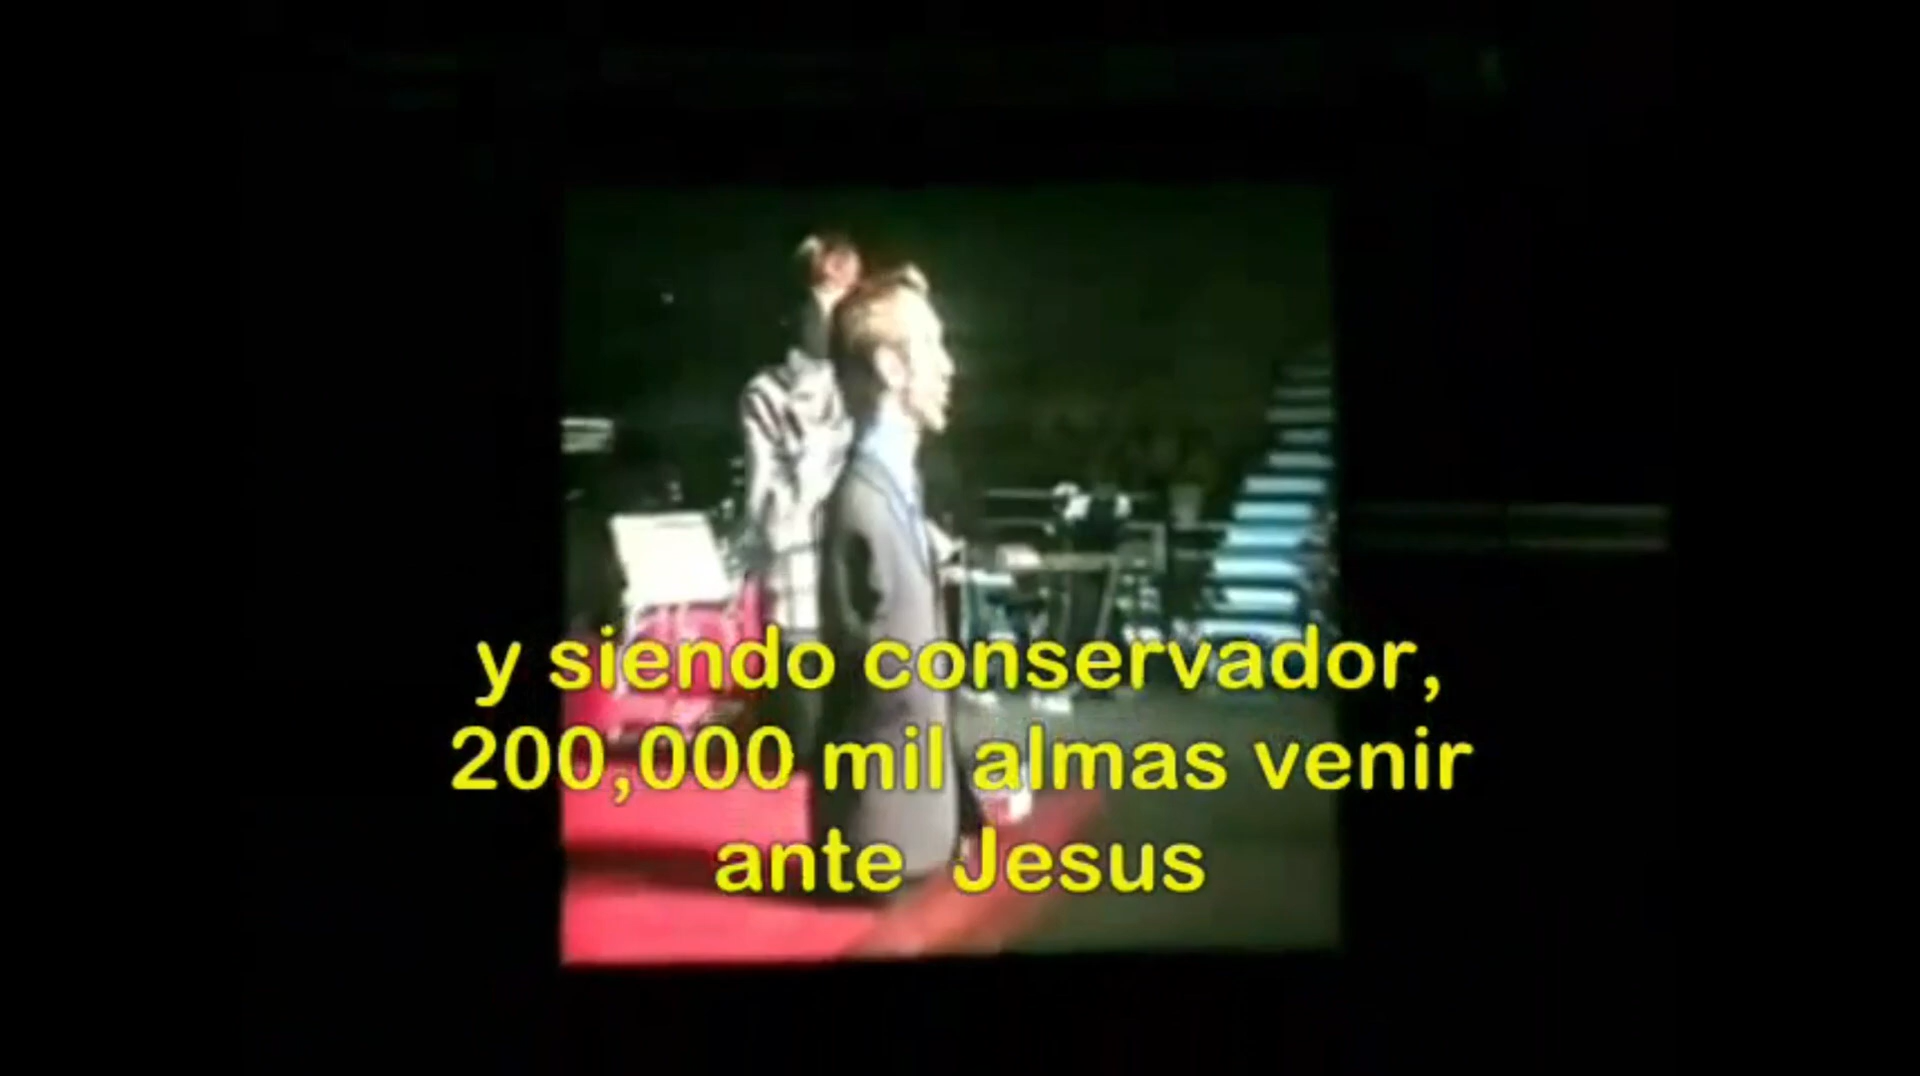 y siendo conservador,
200,000 mil almas venir
ante Jesus